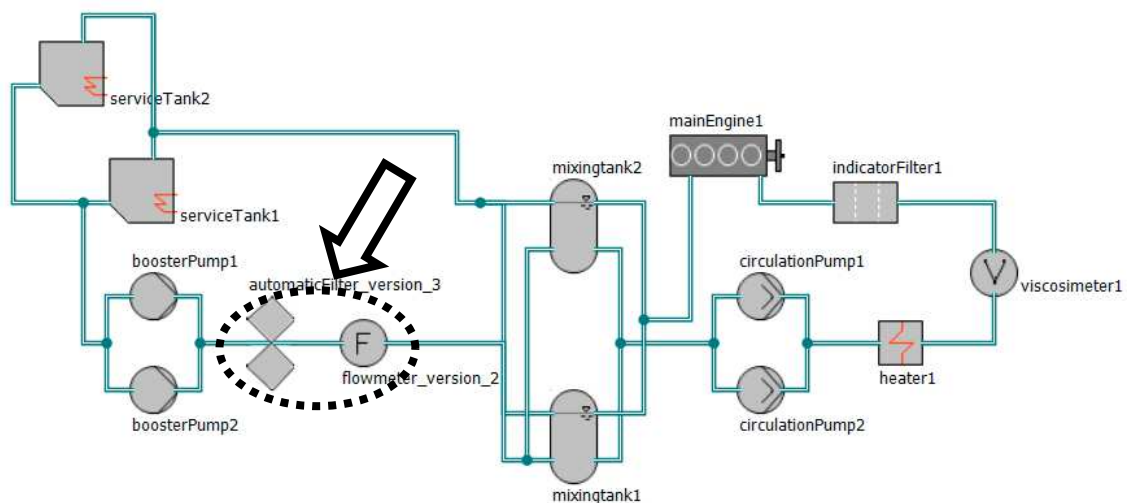 serviceTank2
mainEngine1
mixingtank2
indicatorFilter1
serviceTank1
boosterPump1
automaticFilter_version_3
circulationPump1
V
viscosimeter1
F
flowmeter_version_2
heater1
boosterPump2
circulationPump2
mixingtank1